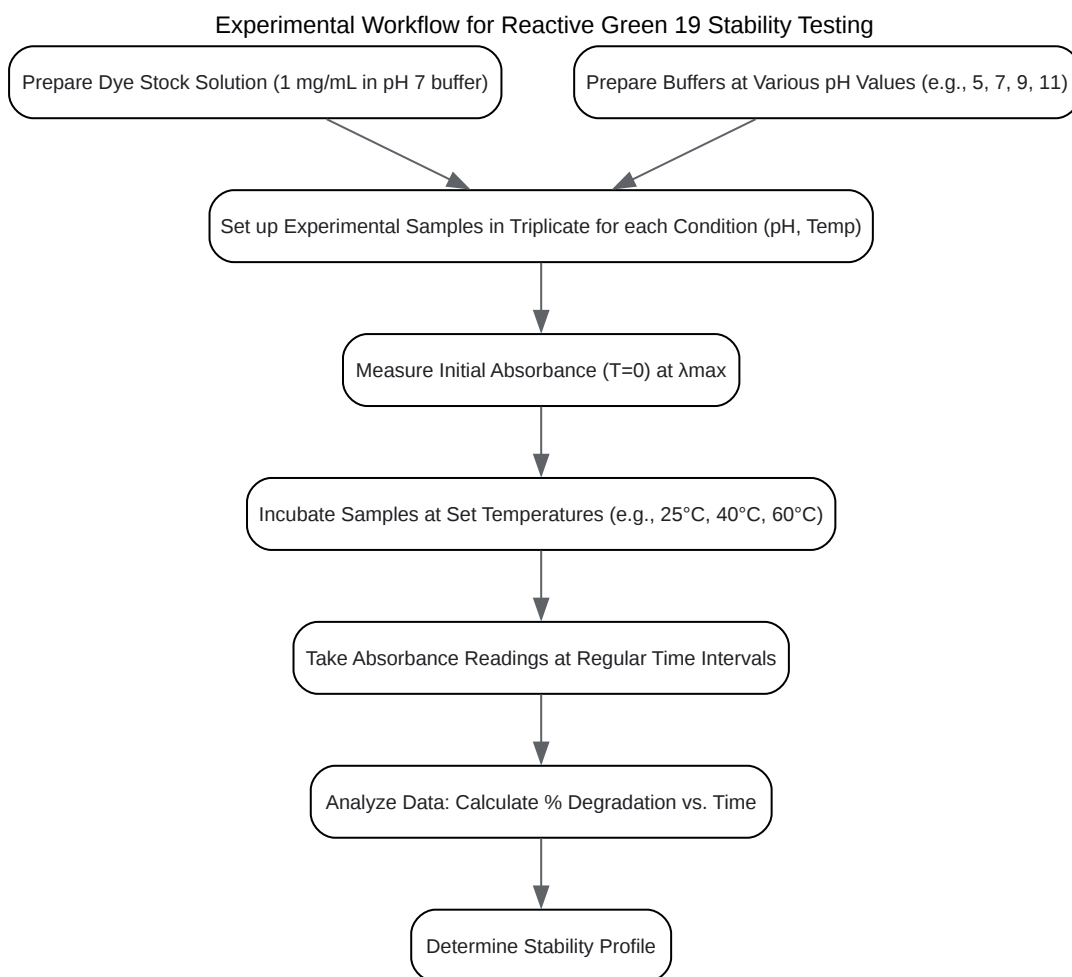 Experimental Workflow for Reactive Green 19 Stability Testing
Prepare Dye Stock Solution (1 mg/mL in pH 7 buffer)
Prepare Buffers at Various pH Values (e.g., 5, 7, 9, 11)
Set up Experimental Samples in Triplicate for each Condition (pH, Temp)
Measure Initial Absorbance (T=0) at λmax
Incubate Samples at Set Temperatures (e.g., 25°C, 40°C, 60°C)
Take Absorbance Readings at Regular Time Intervals
Analyze Data: Calculate % Degradation vs. Time
Determine Stability Profile